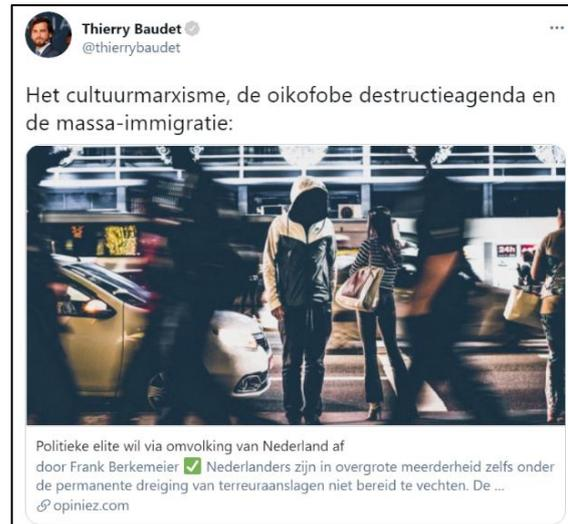 Thierry Baudet
@thierrybaudet
Het cultuurmarxisme, de oikofobe destructieagenda en
de massa-immigratie:
24h
Politieke elite wil via omvolking van Nederland af
door Frank Berkemeier ✅ Nederlanders zijn in overgrote meerderheid zelfs onder
de permanente dreiging van terreuraanslagen niet bereid te vechten. De ...
opiniez.com